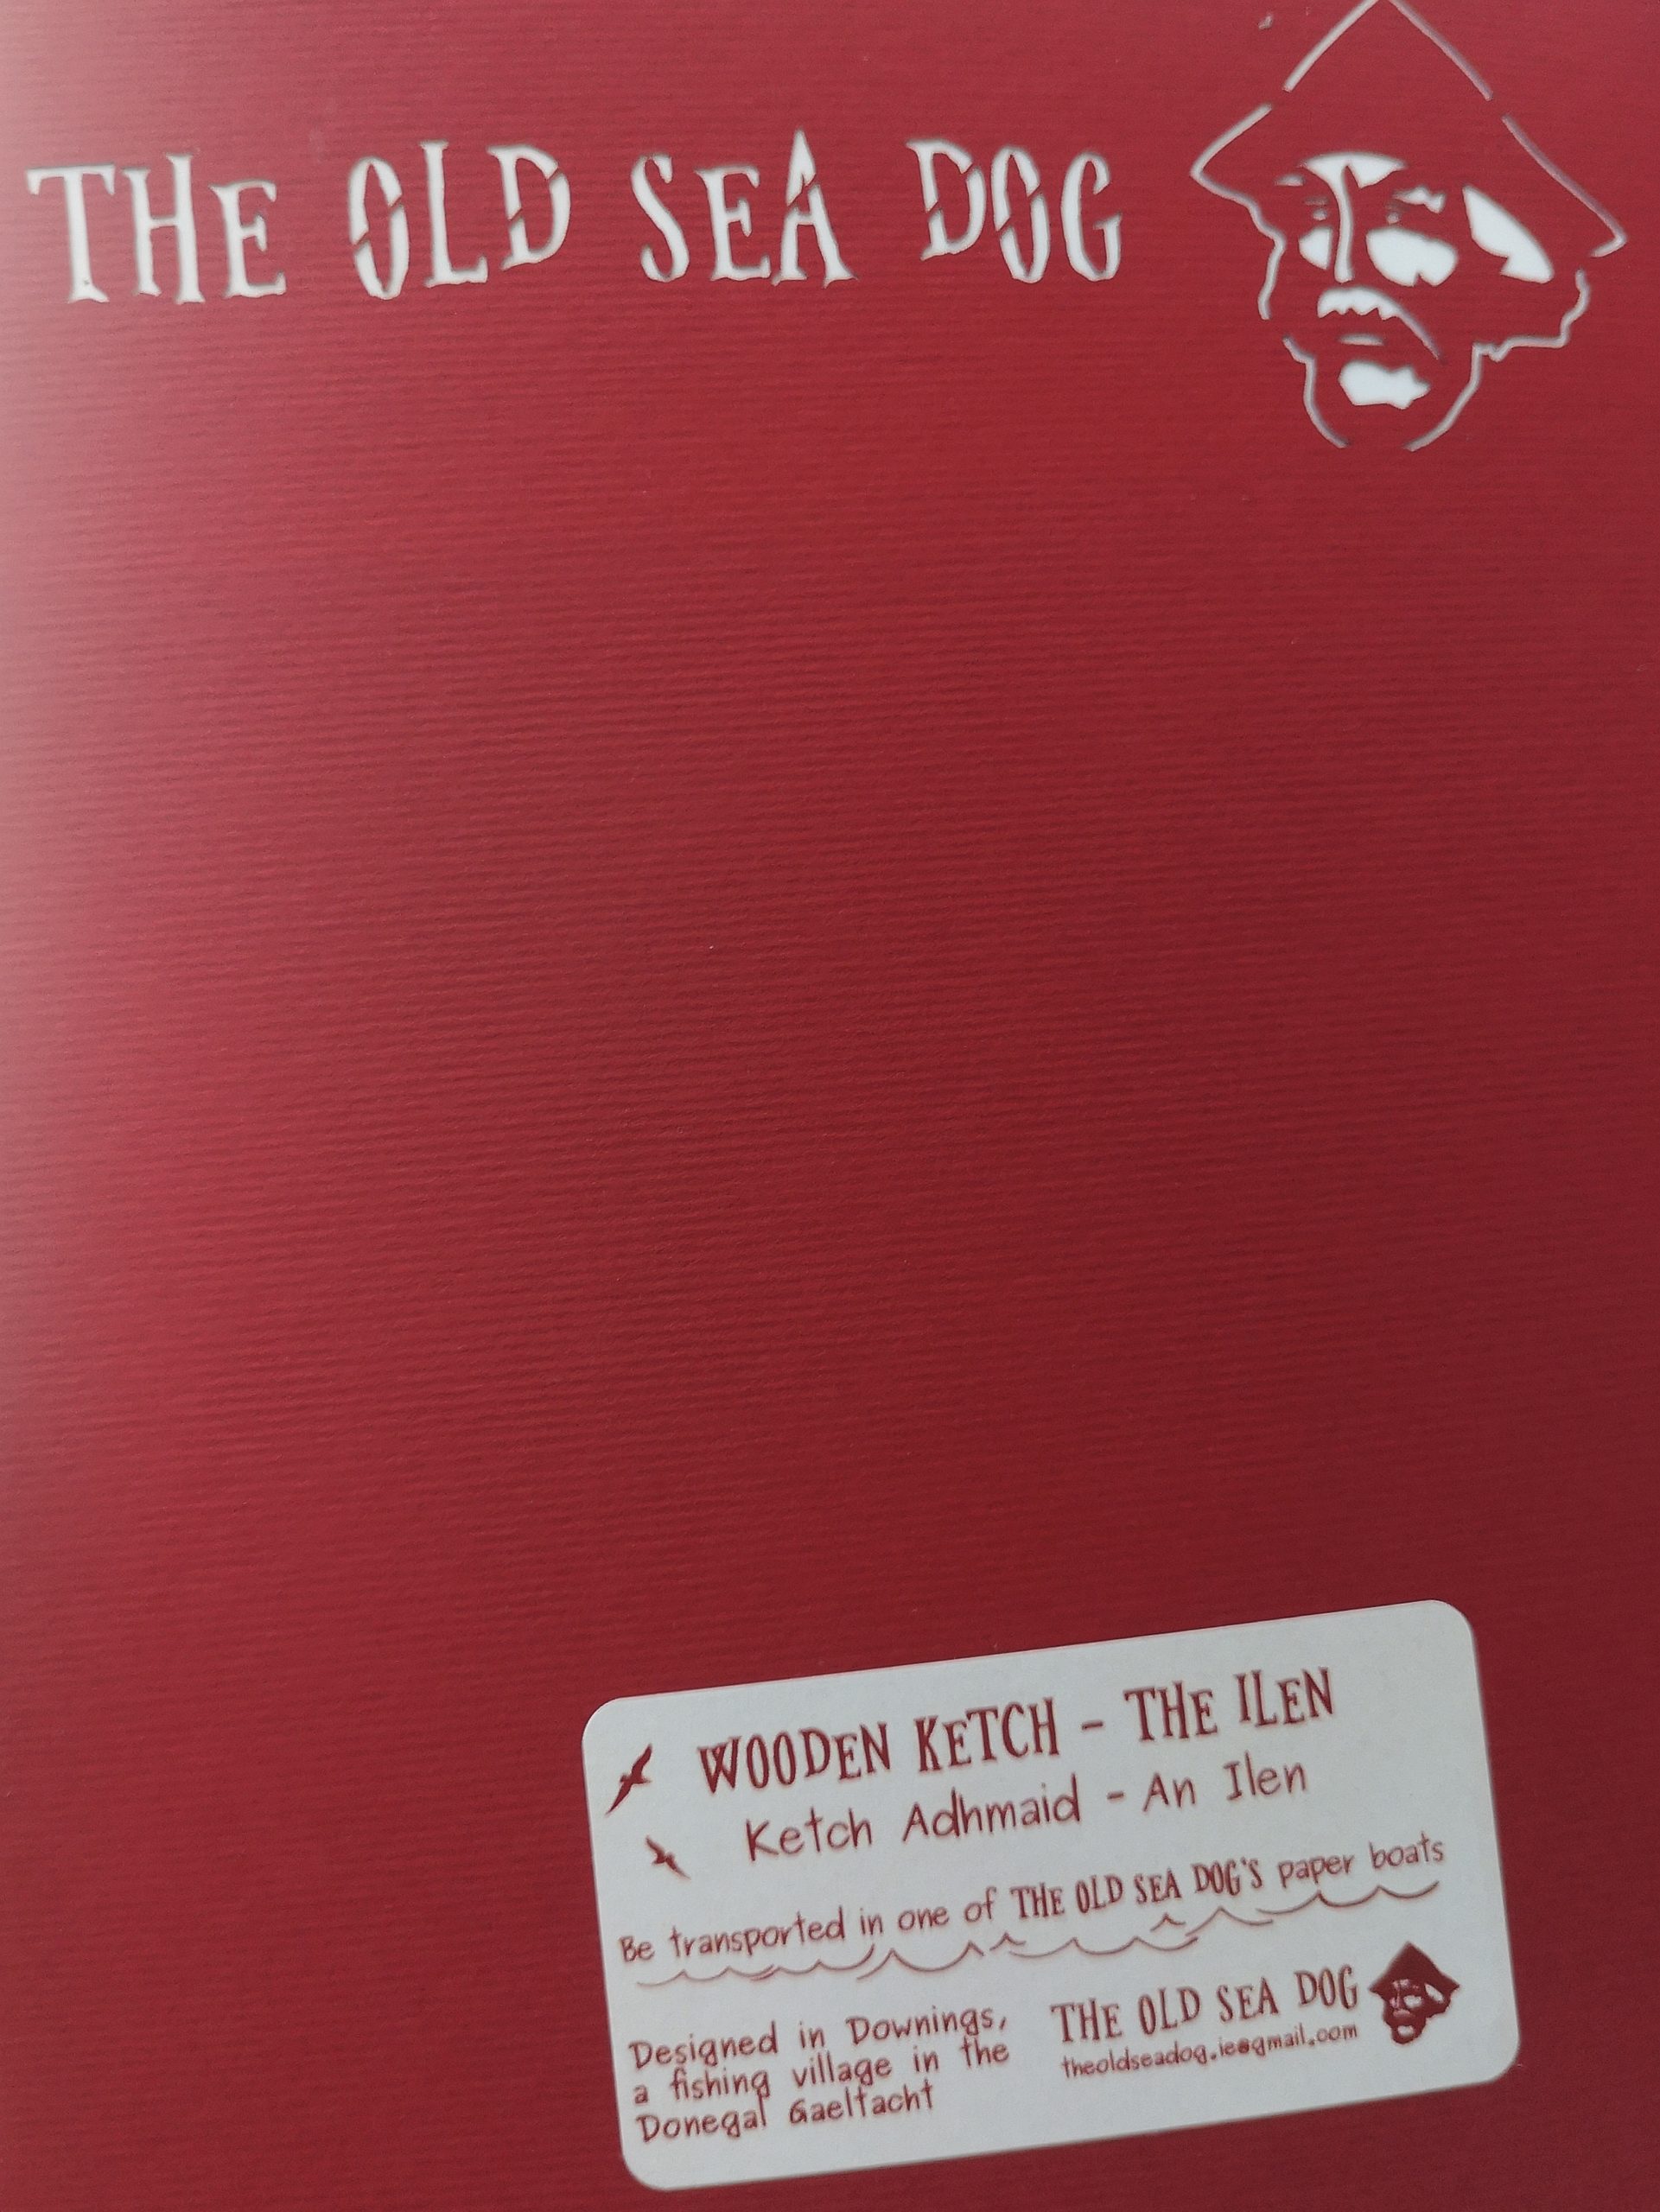 THE OLD SEA DOG
WOODEN KETCH - THE ILEN
Ketch Adhmaid - An Ilen
Be transported in one of THE OLD SEA DOG'S paper boats
Designed in Downings,
a fishing village in the
Donegal Gaeltacht
THE OLD SEA DOG
theoldseadog.ie@gmail.com